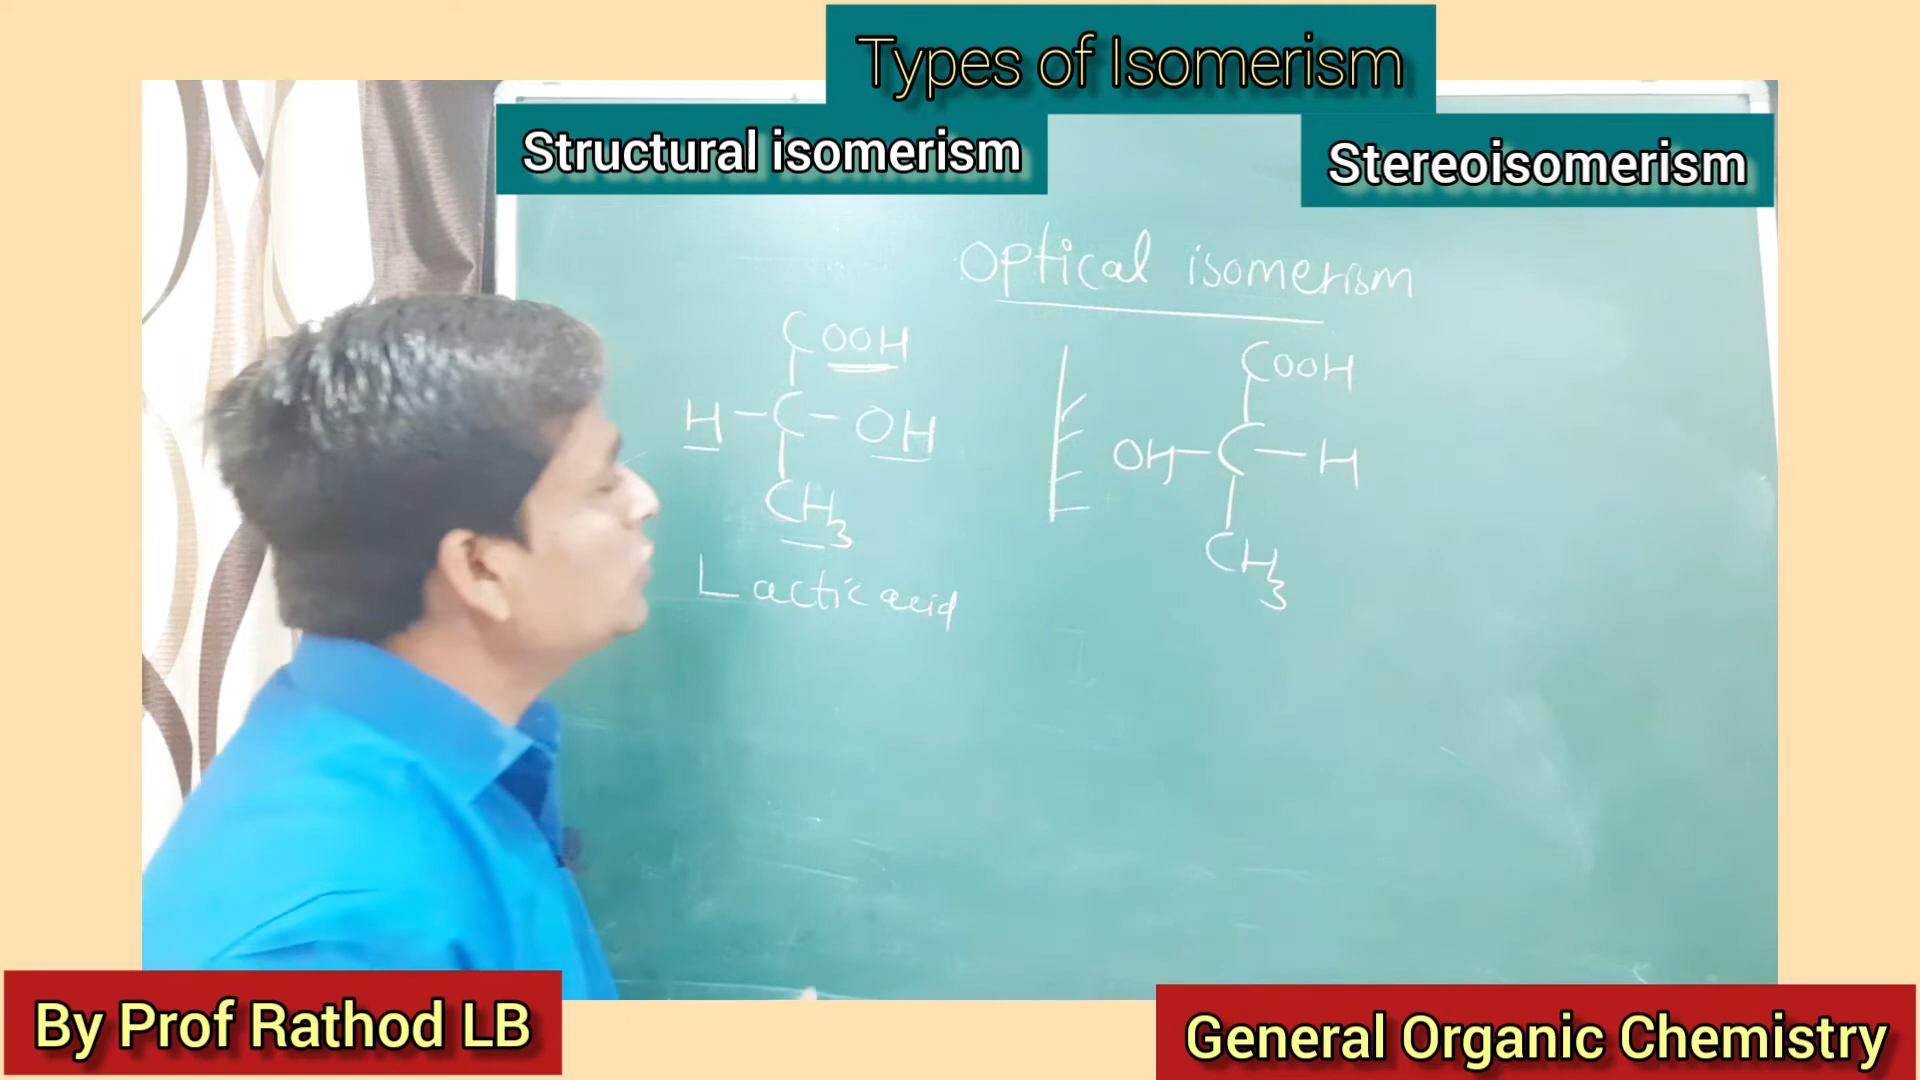 Types of Isomerism
Structural isomerism
Stereoisomerism
Optical isomerism
COOH
H-C-OH
CH3
Lactic acid
COOH
OH-C-H
CH3
By Prof Rathod LB
General Organic Chemistry